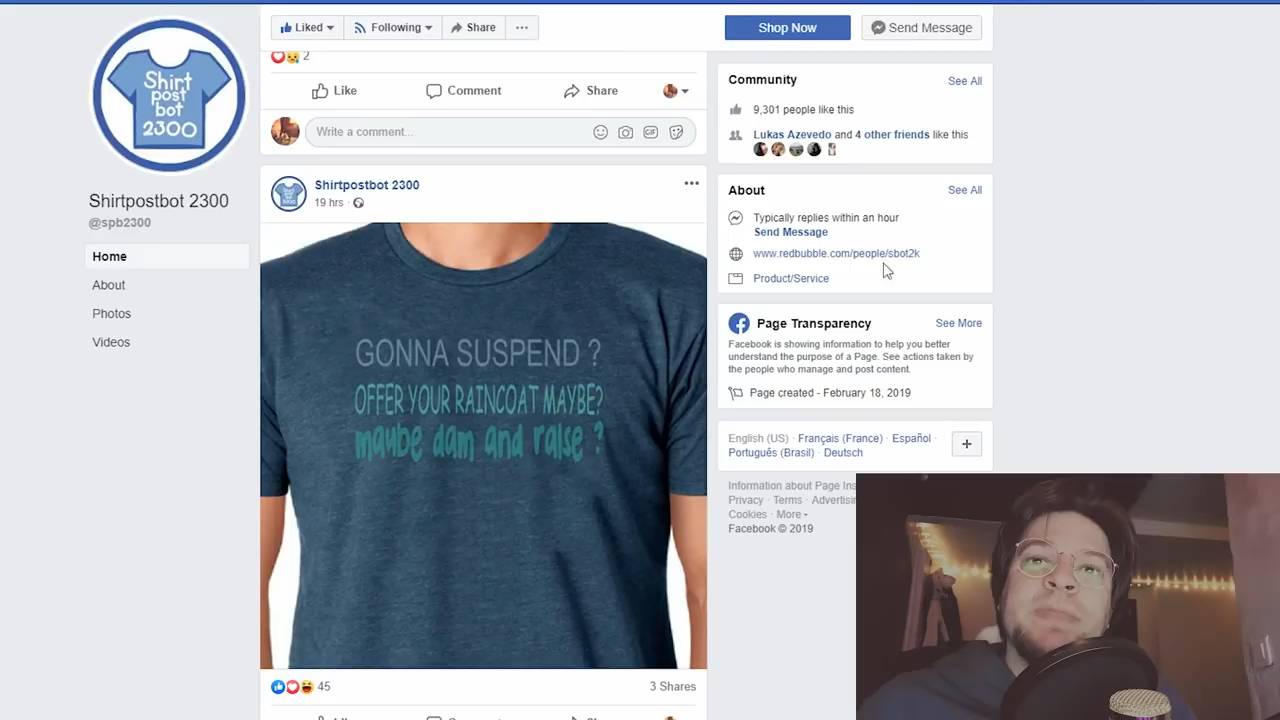 Liked
Following
Share
Shop Now
Send Message
Shirt
post
bot
2300
Shirtpostbot 2300
@spb2300
Home
About
Photos
Videos
2
Like
Comment
Share
Write a comment...
GIF
Shirtpostbot 2300
19 hrs ·
GONNA SUSPEND ?
OFFER YOUR RAINCOAT MAYBE?
maybe dam and raise ?
45
3 Shares
Community
See All
9,301 people like this
Lukas Azevedo and 4 other friends like this
About
See All
Typically replies within an hour
Send Message
www.redbubble.com/people/sbot2k
Product/Service
Page Transparency
See More
Facebook is showing information to help you better
understand the purpose of a Page. See actions taken by
the people who manage and post content.
Page created - February 18, 2019
English (US) · Français (France) · Español ·
Português (Brasil) · Deutsch
Information about Page Ins
Privacy · Terms · Advertisin
Cookies · More
Facebook © 2019